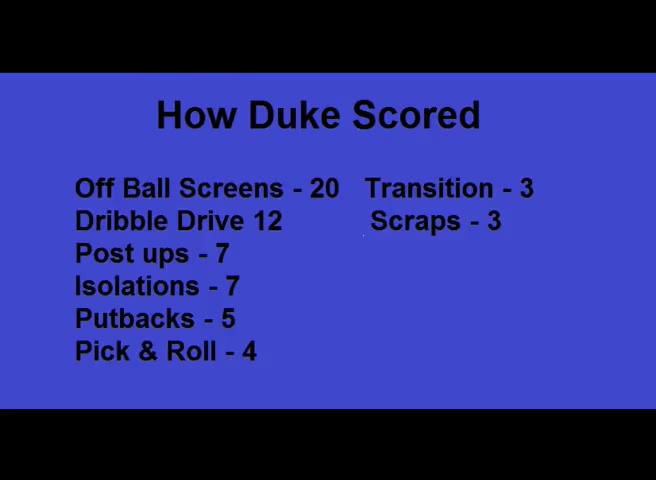 How Duke Scored
Off Ball Screens - 20 Transition - 3
Dribble Drive 12 Scraps - 3
Post ups - 7
Isolations - 7
Putbacks - 5
Pick & Roll - 4